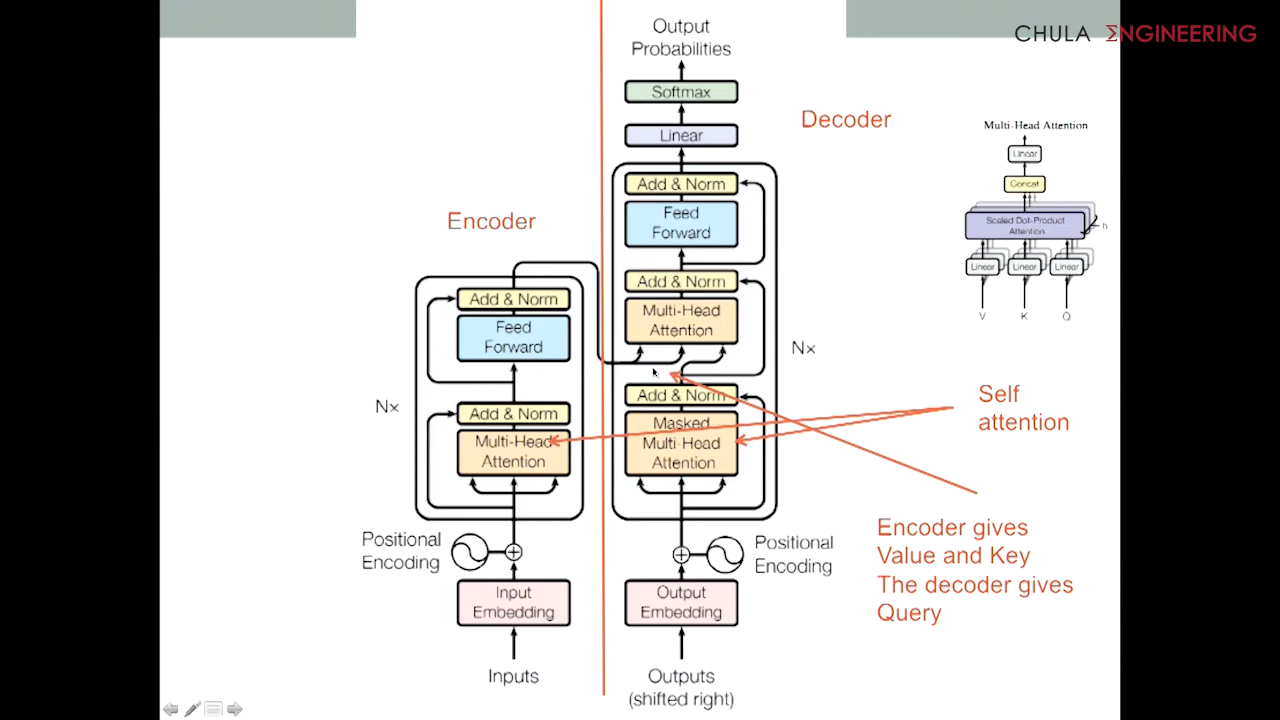 CHULA ΣNGINEERING
Output
Probabilities
Softmax
Linear
Decoder
Add & Norm
Feed
Forward
Add & Norm
Multi-Head
Attention
Nx
Add & Norm
Masked
Multi-Head
Attention
Positional
Encoding
Output
Embedding
Outputs
(shifted right)
Encoder
Add & Norm
Feed
Forward
Nx
Add & Norm
Multi-Head
Attention
Positional
Encoding
Input
Embedding
Inputs
Multi-Head Attention
Linear
Concat
Scaled Dot-Product
Attention
h
Linear
Linear
Linear
V
K
Q
Self
attention
Encoder gives
Value and Key
The decoder gives
Query